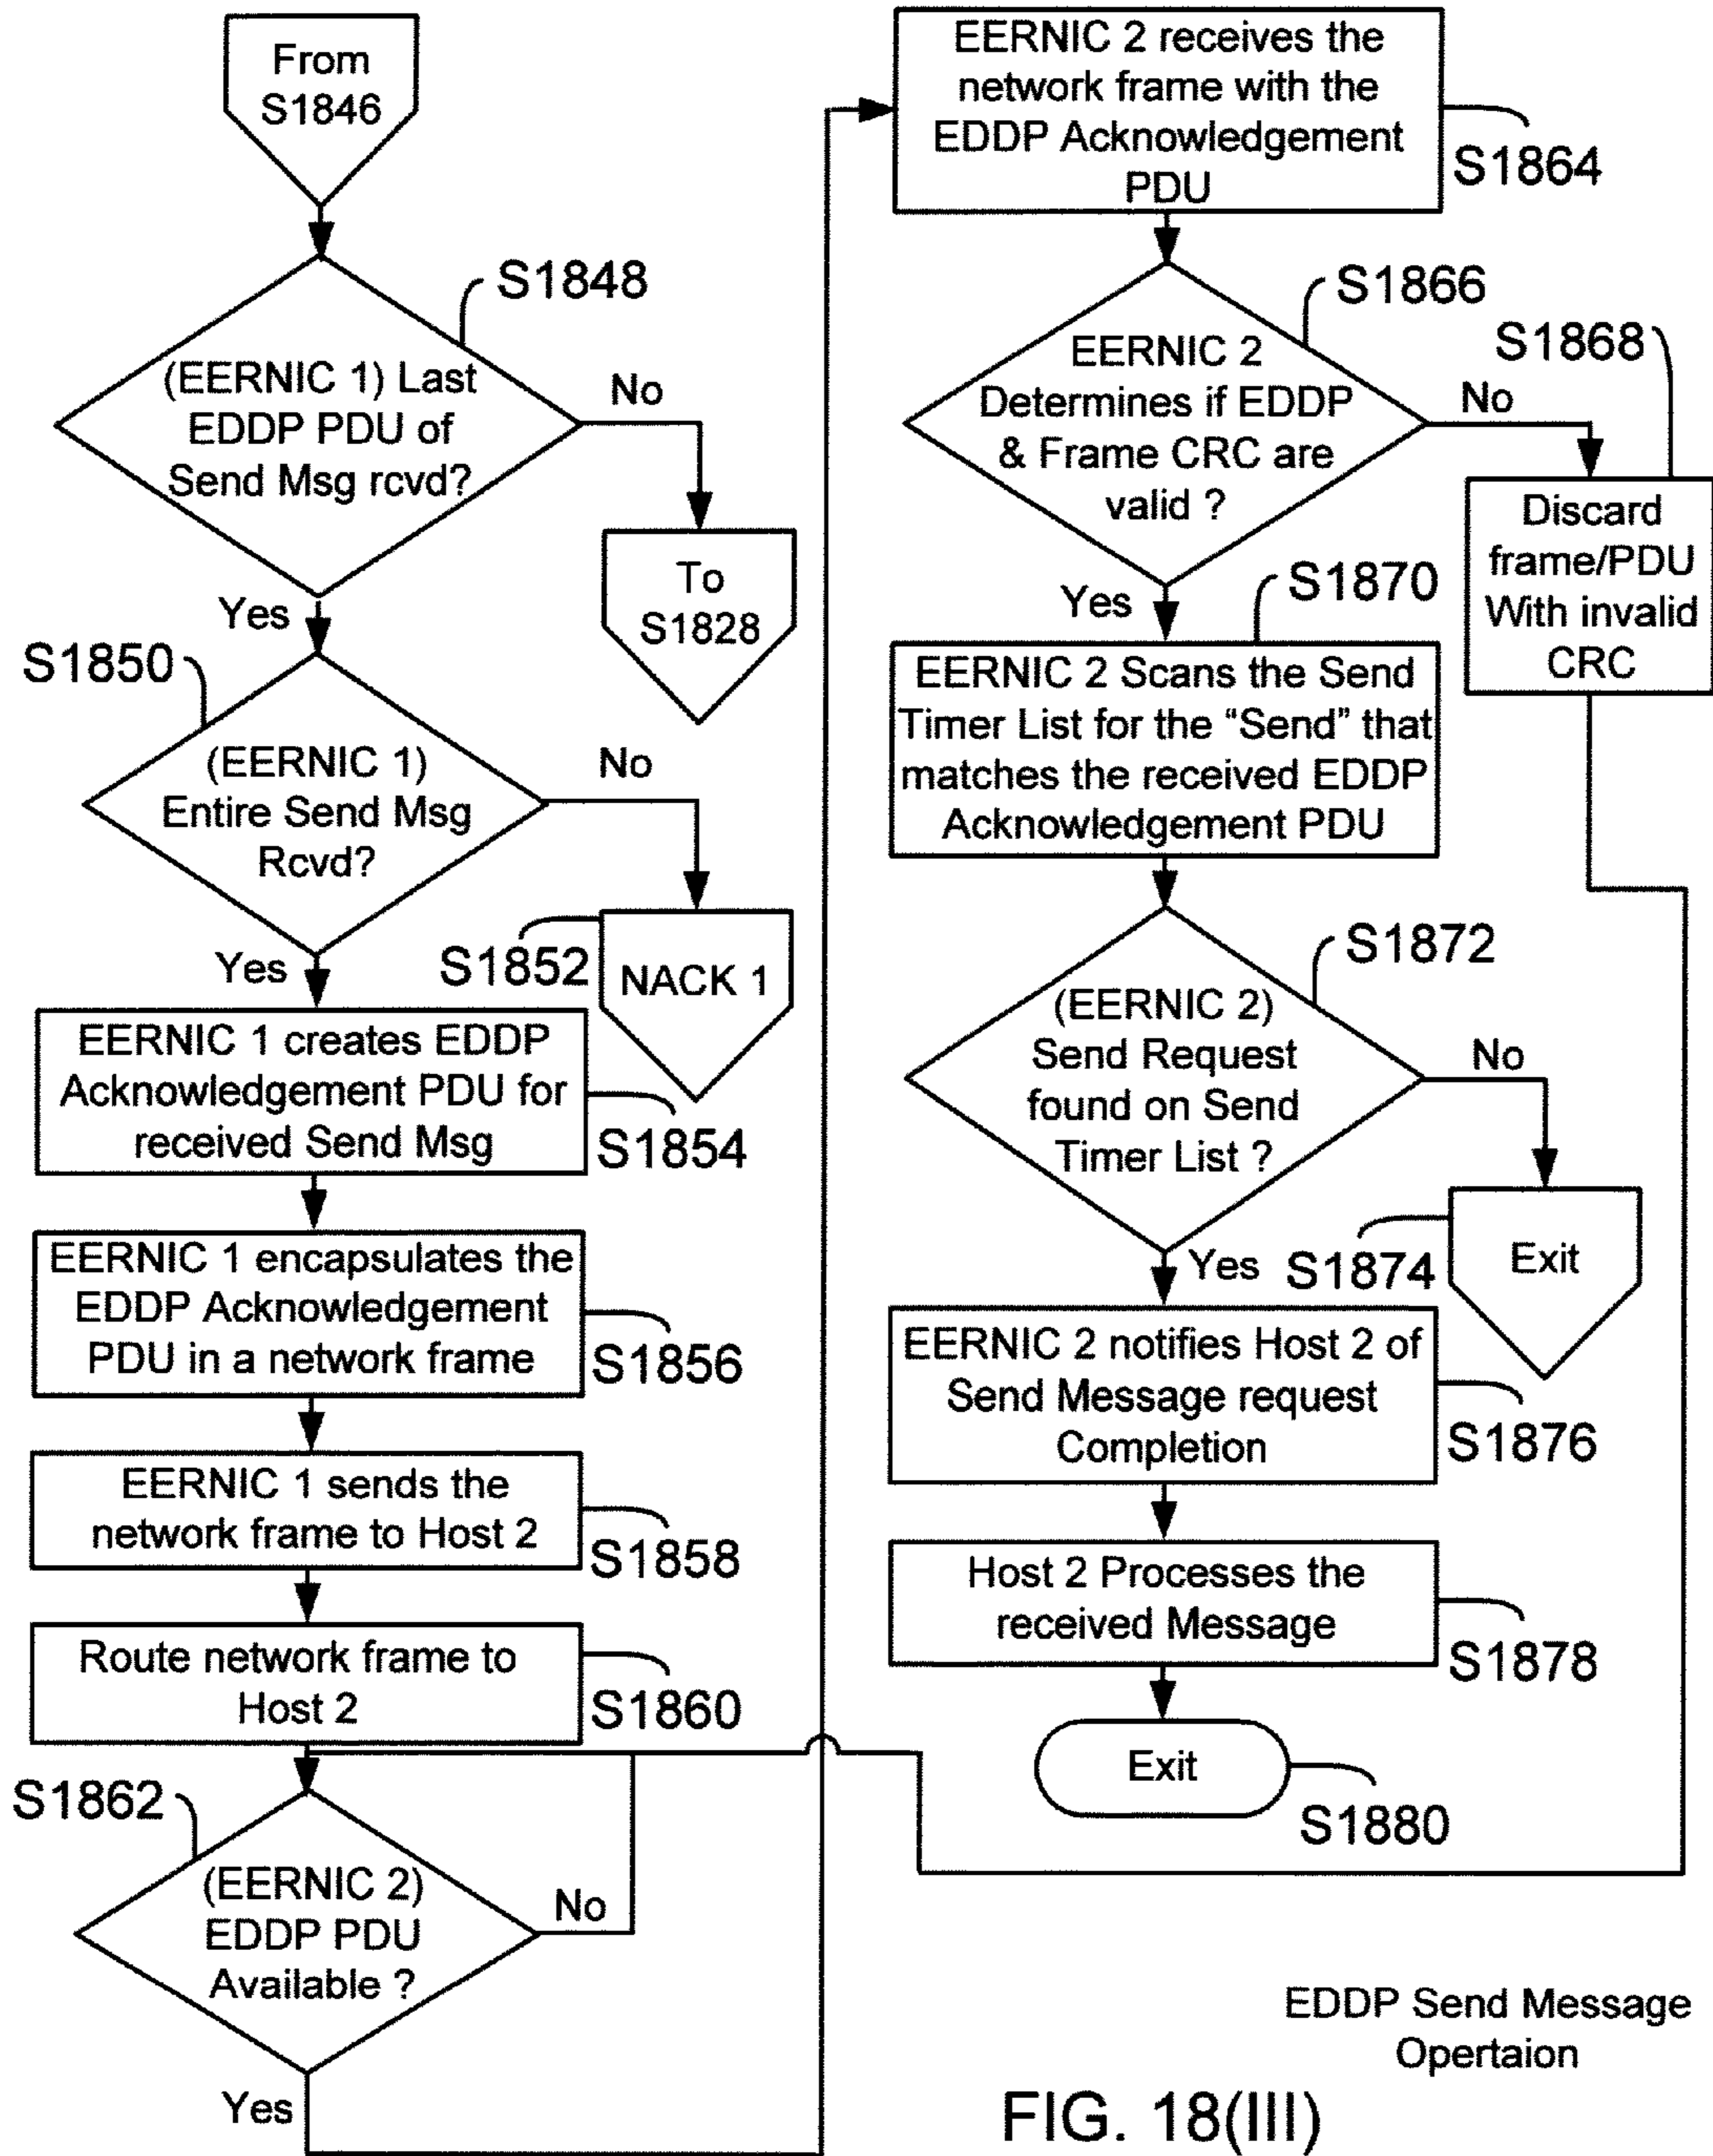 From
S1846
S1848
(EERNIC 1) Last
EDDP PDU of
Send Msg rcvd?
No
To
S1828
Yes
S1850
(EERNIC 1)
Entire Send Msg
Rcvd?
No
S1852
NACK 1
Yes
EERNIC 1 creates EDDP
Acknowledgement PDU for
received Send Msg
S1854
EERNIC 1 encapsulates the
EDDP Acknowledgement
PDU in a network frame
S1856
EERNIC 1 sends the
network frame to Host 2
S1858
Route network frame to
Host 2
S1860
S1862
(EERNIC 2)
EDDP PDU
Available ?
No
Yes
EERNIC 2 receives the
network frame with the
EDDP Acknowledgement
PDU
S1864
S1866
EERNIC 2
Determines if EDDP
& Frame CRC are
valid ?
No
S1868
Discard
frame/PDU
With invalid
CRC
Yes
S1870
EERNIC 2 Scans the Send
Timer List for the “Send” that
matches the received EDDP
Acknowledgement PDU
S1872
(EERNIC 2)
Send Request
found on Send
Timer List ?
No
S1874
Exit
Yes
EERNIC 2 notifies Host 2 of
Send Message request
Completion
S1876
Host 2 Processes the
received Message
S1878
Exit
S1880
EDDP Send Message
Opertaion
FIG. 18(III)